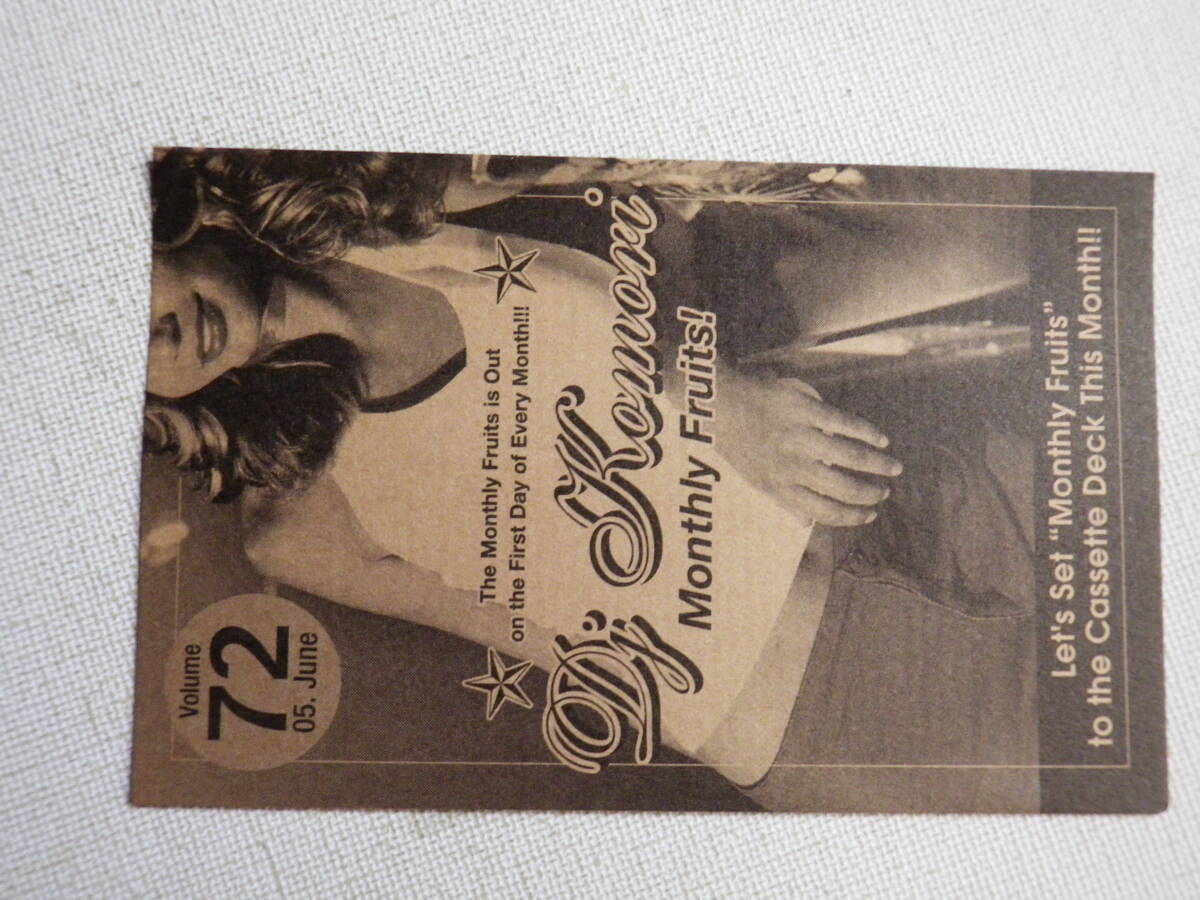 Volume
72
05. June
The Monthly Fruits is Out
on the First Day of Every Month!!!
Dj Komori
Monthly Fruits!
Let's Set “Monthly Fruits”
to the Cassette Deck This Month!!